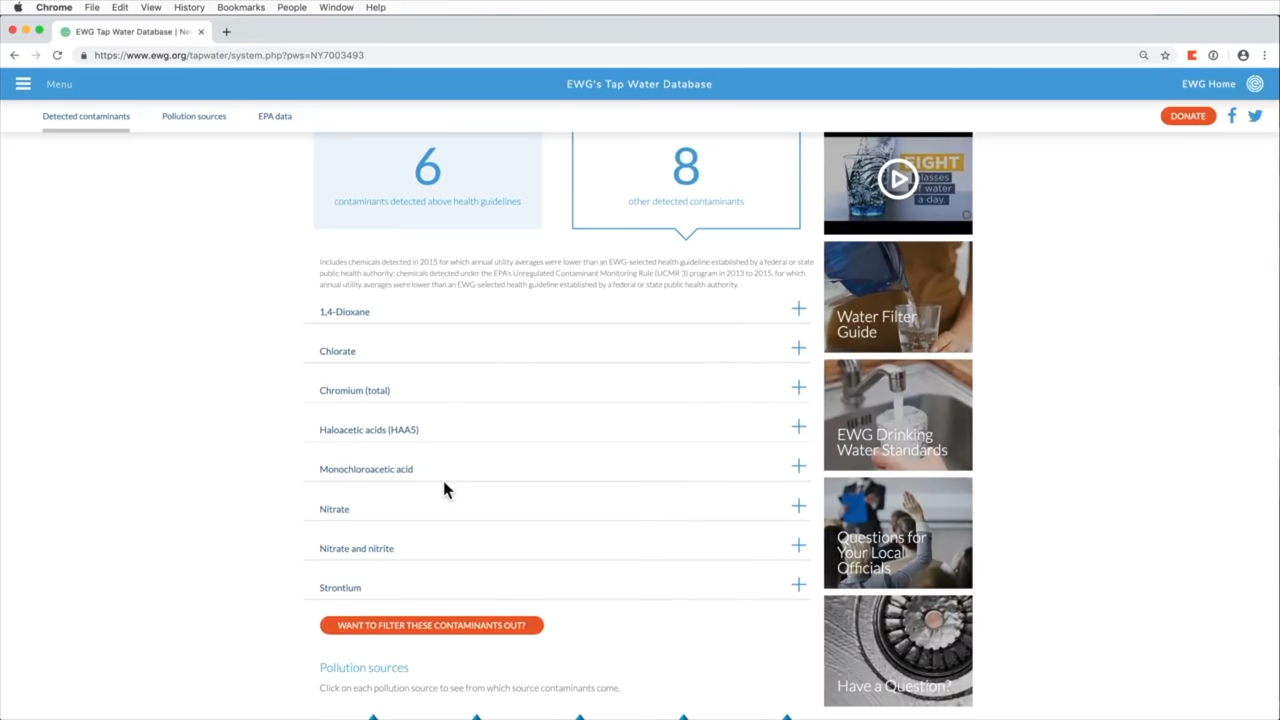 Chrome File Edit View History Bookmarks People Window Help
EWG Tap Water Database | Ne
https://www.ewg.org/tapwater/system.php?pws=NY7003493
Menu
EWG's Tap Water Database
EWG Home
Detected contaminants
Pollution sources
EPA data
DONATE
6
contaminants detected above health guidelines
8
other detected contaminants
Includes chemicals detected in 2015 for which annual utility averages were lower than an EWG-selected health guideline established by a federal or state
public health authority; chemicals detected under the EPA's Unregulated Contaminant Monitoring Rule (UCMR 3) program in 2013 to 2015, for which
annual utility averages were lower than an EWG-selected health guideline established by a federal or state public health authority.
1,4-Dioxane
Chlorate
Chromium (total)
Haloacetic acids (HAA5)
Monochloroacetic acid
Nitrate
Nitrate and nitrite
Strontium
WANT TO FILTER THESE CONTAMINANTS OUT?
Pollution sources
Click on each pollution source to see from which source contaminants come.
EIGHT
glasses
of water
a day.
Water Filter
Guide
EWG Drinking
Water Standards
Questions for
Your Local
Officials
Have a Question?